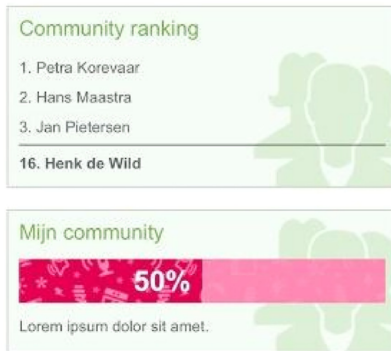 Community ranking
1. Petra Korevaar
2. Hans Maastra
3. Jan Pietersen
16. Henk de Wild
Mijn community
50%
Lorem ipsum dolor sit amet.